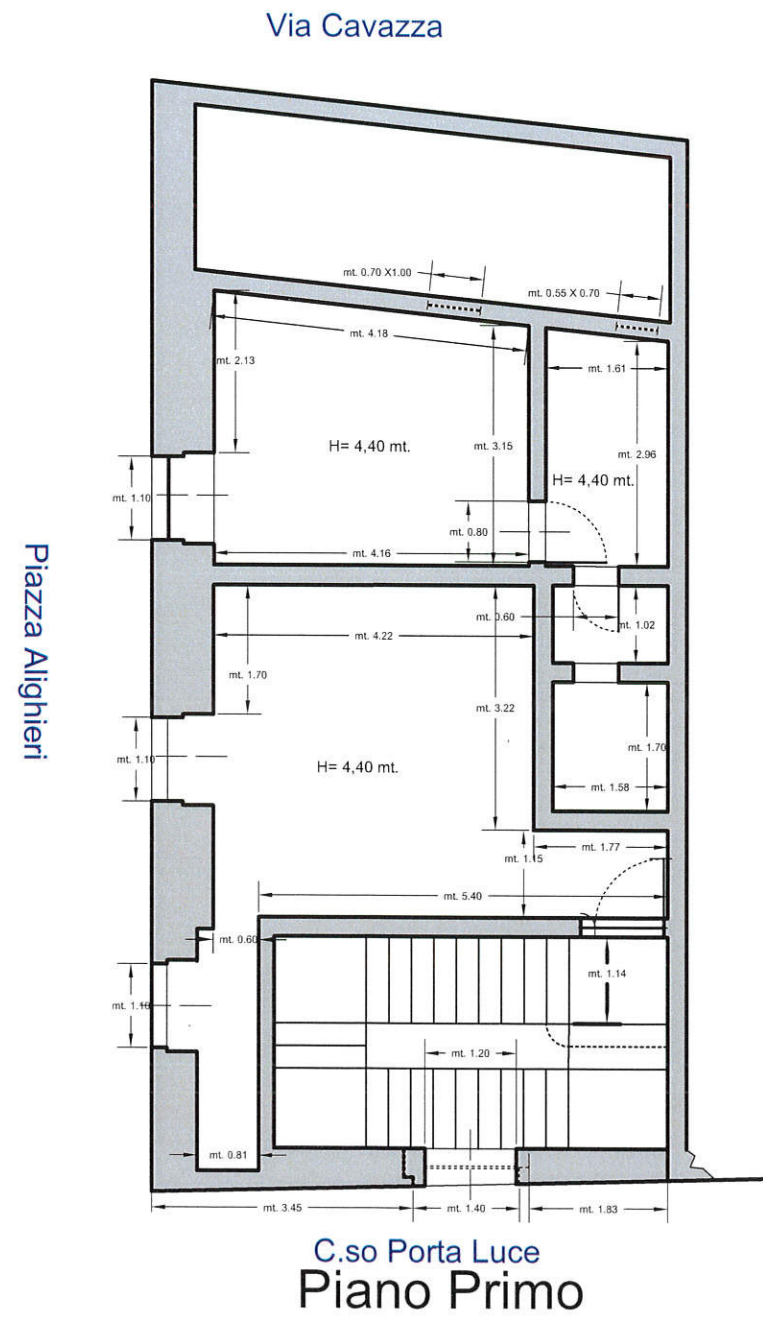 Via Cavazza
mt. 0.70 X1.00
mt. 0.55 X 0.70
mt. 4.18
mt. 2.13
mt. 1.61
mt. 3.15
H= 4,40 mt.
mt. 2.96
H= 4,40 mt.
mt. 1.10
mt. 0.80
mt. 4.16
Piazza Alighieri
mt. 0.60
mt. 1.02
mt. 4.22
mt. 1.70
mt. 3.22
mt. 1.70
mt. 1.10
H= 4,40 mt.
mt. 1.58
mt. 1.77
mt. 1.15
mt. 5.40
mt. 0.60
mt. 1.14
mt. 1.10
mt. 1.20
mt. 0.81
mt. 3.45
mt. 1.40
mt. 1.83
C.so Porta Luce
Piano Primo